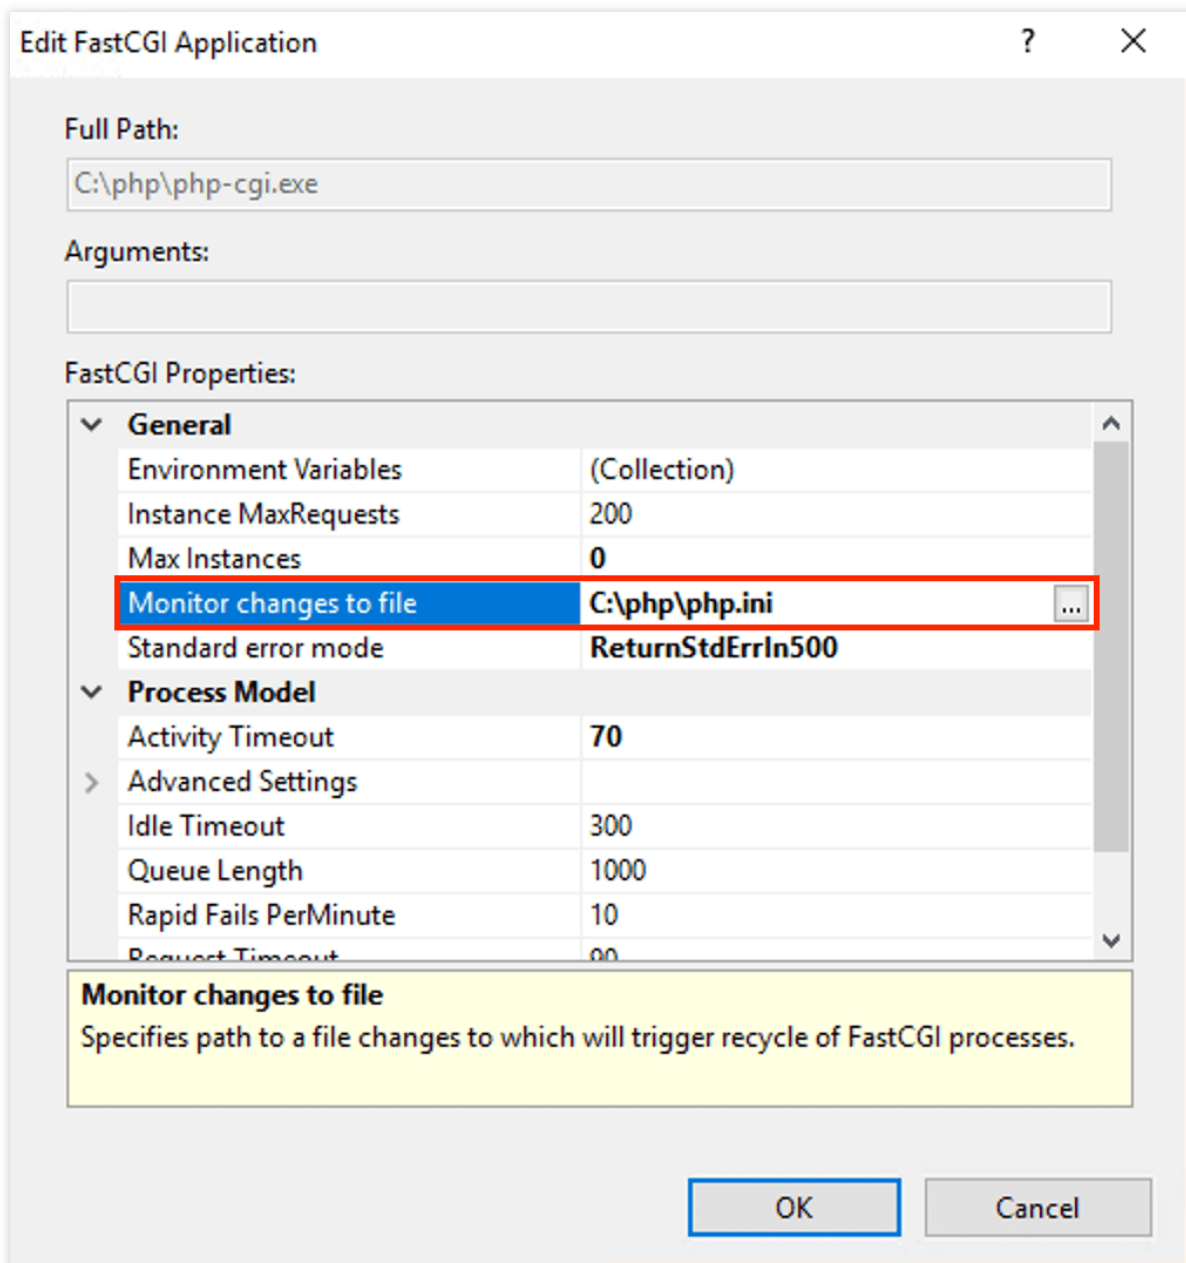 Edit FastCGI Application ? 
Full Path:
C:\php\php-cgi.exe
Arguments:
FastCGI Properties:
General
Environment Variables (Collection)
Instance MaxRequests 200
Max Instances 0
Monitor changes to file C:\php\php.ini ...
Standard error mode ReturnStdErrIn500
Process Model
Activity Timeout 70
Advanced Settings
Idle Timeout 300
Queue Length 1000
Rapid Fails PerMinute 10
Request Timeout 90
Monitor changes to file
Specifies path to a file changes to which will trigger recycle of FastCGI processes.
OK Cancel